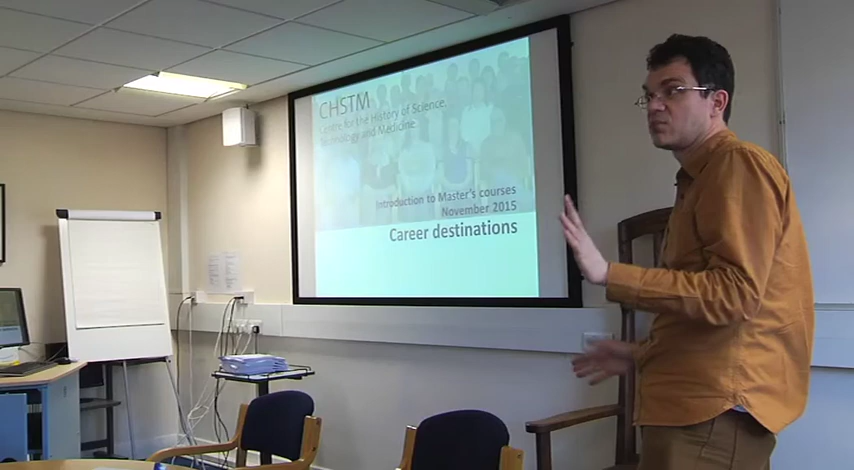 CHSTM
Centre for the History of Science,
Technology and Medicine
Introduction to Master's courses
November 2015
Career destinations